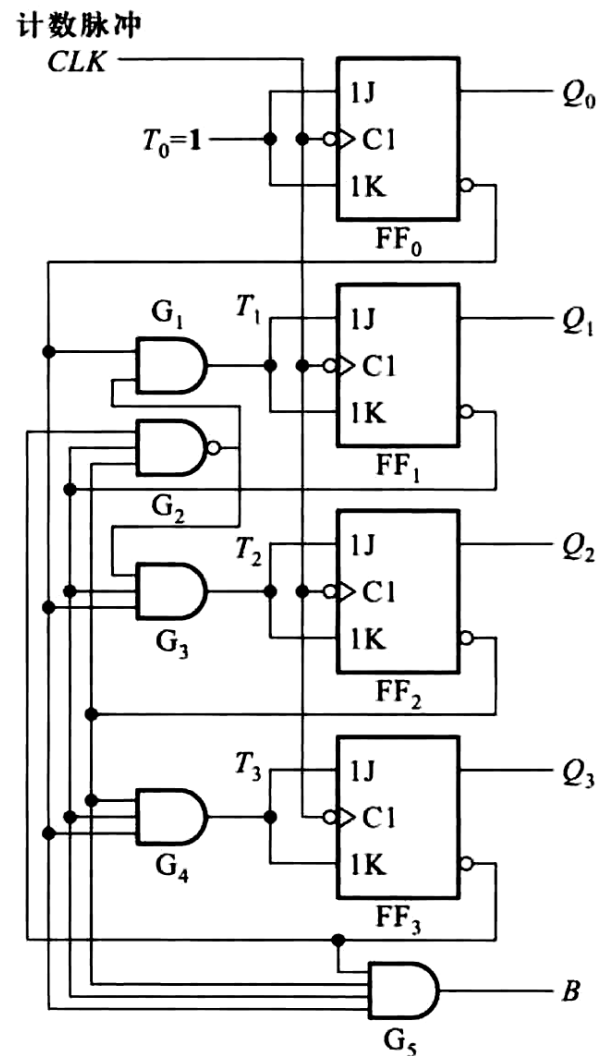 计数脉冲
CLK
T₀=1
1J
C1
1K
FF₀
Q₀
G₁
T₁
1J
C1
1K
FF₁
Q₁
G₂
T₂
1J
C1
1K
FF₂
Q₂
G₃
T₃
1J
C1
1K
FF₃
Q₃
G₄
G₅
B